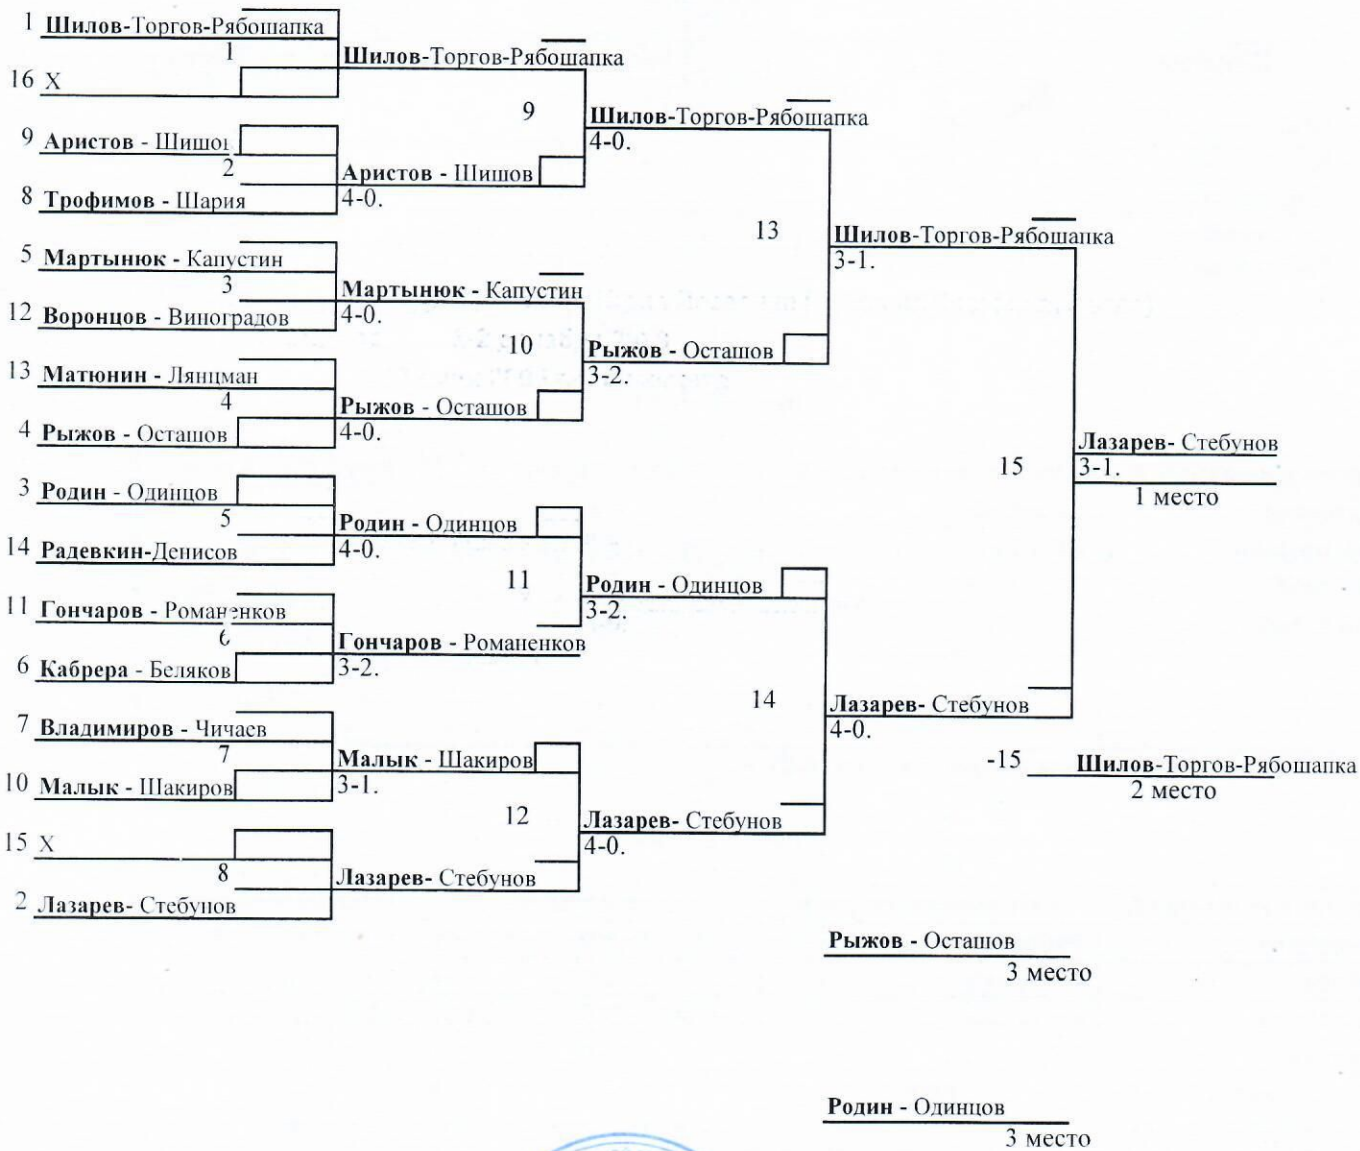 1 Шилов-Торгов-Рябошапка
1
16 X
Шилов-Торгов-Рябошапка
9 Аристов - Шишов
2
8 Трофимов - Шария
Аристов - Шишов
4-0.
9
Шилов-Торгов-Рябошапка
4-0.
5 Мартынюк - Капустин
3
12 Воронцов - Виноградов
Мартынюк - Капустин
4-0.
13 Матюнин - Лянцман
4
4 Рыжов - Осташов
Рыжов - Осташов
4-0.
10
Рыжов - Осташов
3-2.
13
Шилов-Торгов-Рябошапка
3-1.
3 Родин - Одинцов
5
14 Радевкин-Денисов
Родин - Одинцов
4-0.
11 Гончаров - Романенков
6
6 Кабрера - Беляков
Гончаров - Романенков
3-2.
11
Родин - Одинцов
3-2.
7 Владимиров - Чичаев
7
10 Малык - Шакиров
Малык - Шакиров
3-1.
15 X
8
2 Лазарев- Стебунов
Лазарев- Стебунов
12
Лазарев- Стебунов
4-0.
14
Лазарев- Стебунов
4-0.
15
Лазарев- Стебунов
3-1.
1 место
-15 Шилов-Торгов-Рябошапка
2 место
Рыжов - Осташов
3 место
Родин - Одинцов
3 место